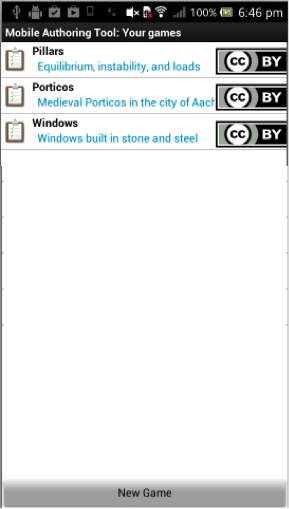 100% 6:46 pm
Mobile Authoring Tool: Your games
Pillars
Equilibrium, instability, and loads
cc BY
Porticos
Medieval Porticos in the city of Aach
cc BY
Windows
Windows built in stone and steel
cc BY
New Game